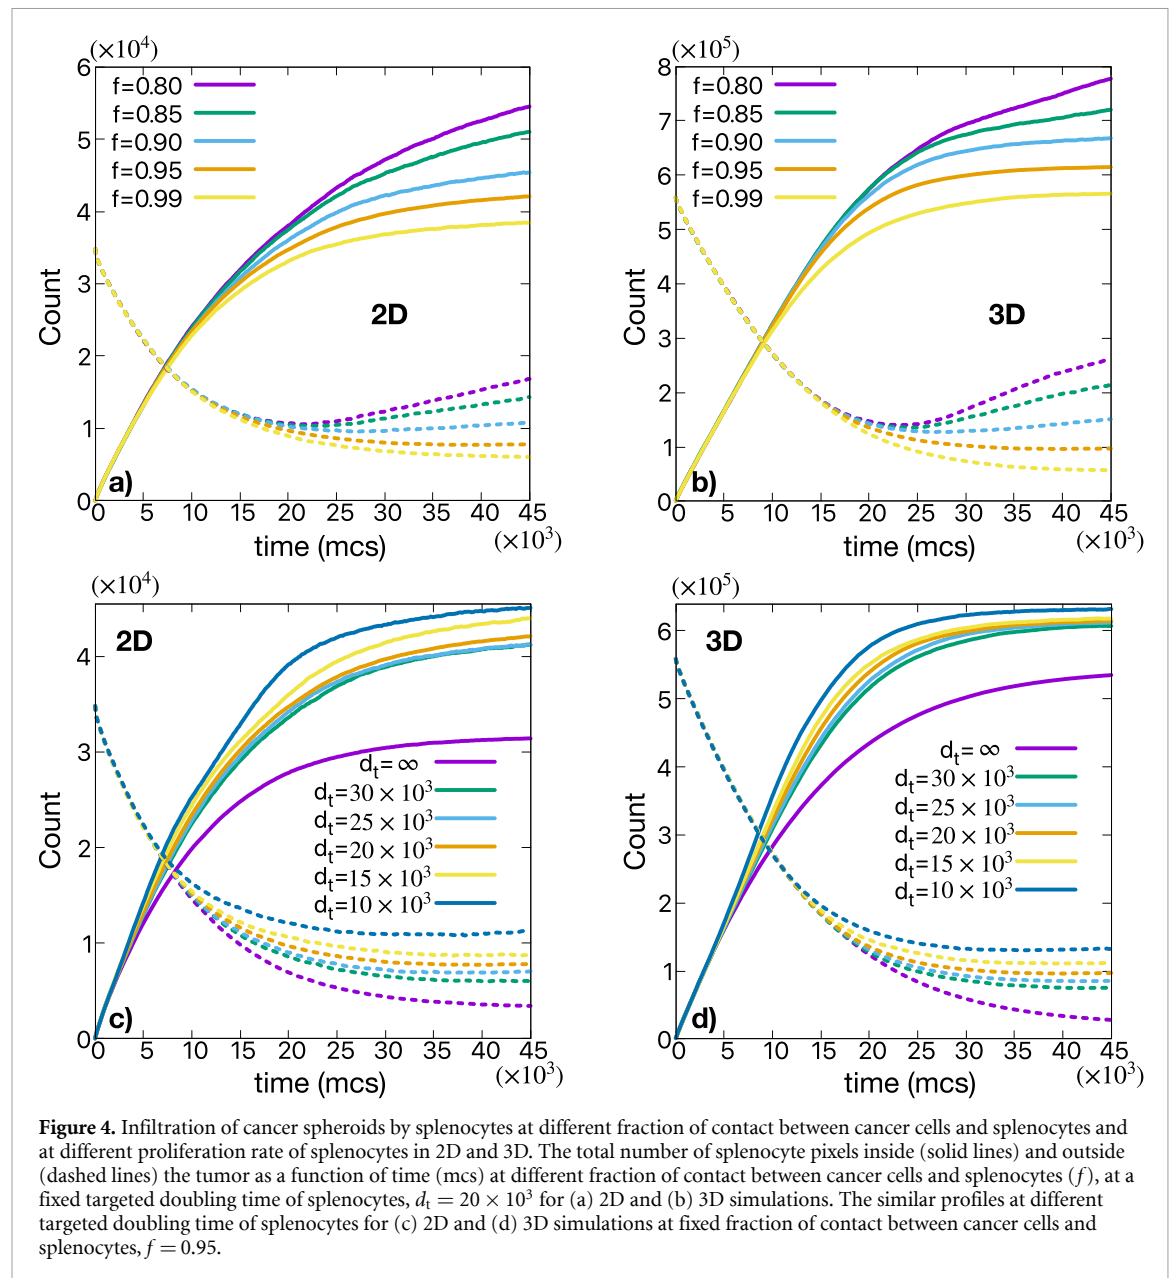 (×10⁴)
6
5
4
3
2
1
0
Count
f=0.80
f=0.85
f=0.90
f=0.95
f=0.99
2D
a)
0 5 10 15 20 25 30 35 40 45
time (mcs)
(×10³)
(×10⁵)
8
7
6
5
4
3
2
1
0
Count
f=0.80
f=0.85
f=0.90
f=0.95
f=0.99
3D
b)
0 5 10 15 20 25 30 35 40 45
time (mcs)
(×10³)
(×10⁴)
4
3
2
1
0
Count
2D
dₜ= ∞
dₜ=30 × 10³
dₜ=25 × 10³
dₜ=20 × 10³
dₜ=15 × 10³
dₜ=10 × 10³
c)
0 5 10 15 20 25 30 35 40 45
time (mcs)
(×10³)
(×10⁵)
6
5
4
3
2
1
0
Count
3D
dₜ= ∞
dₜ=30 × 10³
dₜ=25 × 10³
dₜ=20 × 10³
dₜ=15 × 10³
dₜ=10 × 10³
d)
0 5 10 15 20 25 30 35 40 45
time (mcs)
(×10³)
Figure 4. Infiltration of cancer spheroids by splenocytes at different fraction of contact between cancer cells and splenocytes and
at different proliferation rate of splenocytes in 2D and 3D. The total number of splenocyte pixels inside (solid lines) and outside
(dashed lines) the tumor as a function of time (mcs) at different fraction of contact between cancer cells and splenocytes (f), at a
fixed targeted doubling time of splenocytes, dₜ = 20 × 10³ for (a) 2D and (b) 3D simulations. The similar profiles at different
targeted doubling time of splenocytes for (c) 2D and (d) 3D simulations at fixed fraction of contact between cancer cells and
splenocytes, f = 0.95.